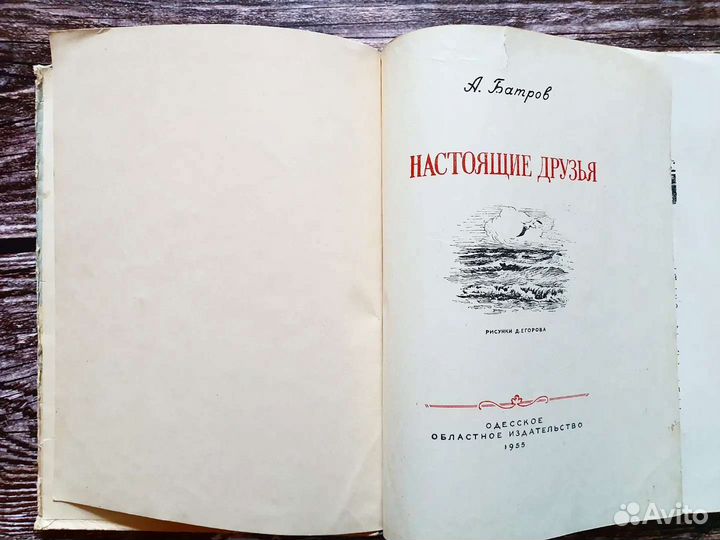 А. Батров
НАСТОЯЩИЕ ДРУЗЬЯ
РИСУНКИ Д. ЕГОРОВА
ОДЕССКОЕ
ОБЛАСТНОЕ ИЗДАТЕЛЬСТВО
1955
Avito